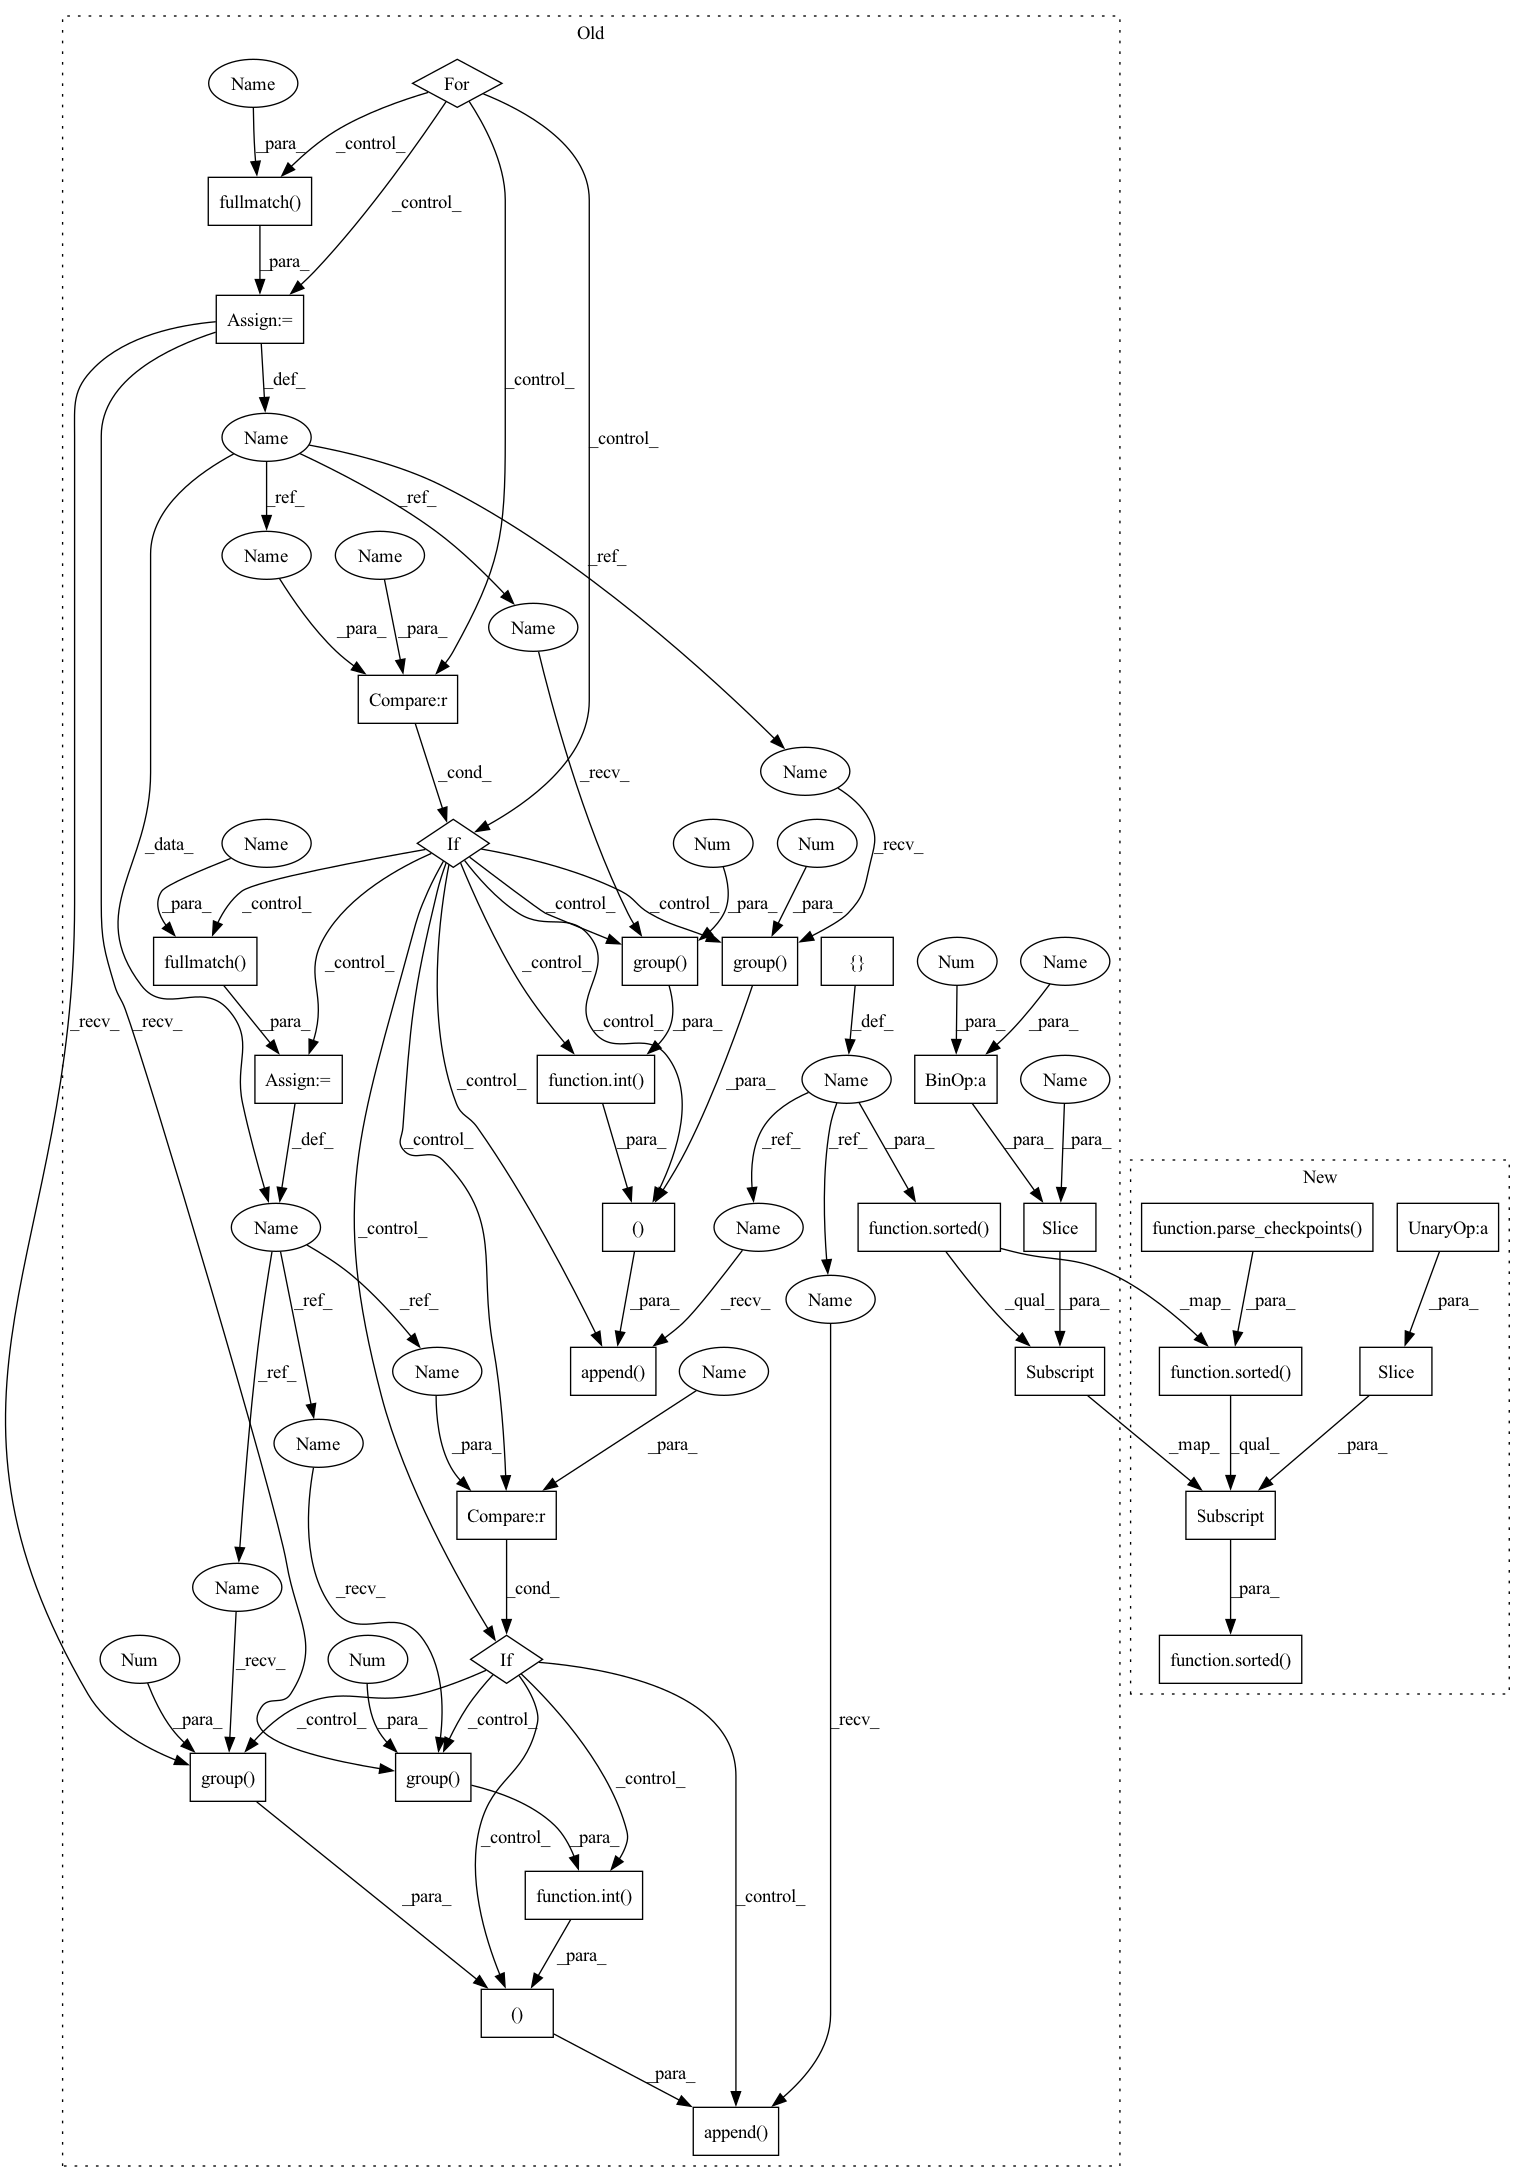 Old
Name
For
_para_
_control_
fullmatch()
_control_
_para_
Assign:=
_def_
_control_
Name
_control_
_ref_
_ref_
Name
Name
_ref_
_para_
_para_
Name
Compare:r
_cond_
_recv_
Name
_data_
Name
If
Num
Num
_recv_
_para_
_control_
_control_
_control_
_para_
_para_
fullmatch()
_control_
_control_
group()
group()
{}
Num
Name
_recv_
_recv_
_para_
_control_
_para_
_def_
_para_
_para_
Assign:=
function.int()
_control_
_para_
Name
BinOp:a
Name
_def_
_control_
_para_
_ref_
_ref_
_para_
_para_
_para_
New
Name
_control_
()
Name
function.sorted()
Slice
function.parse_checkpoints()
UnaryOp:a
_ref_
_ref_
_para_
_recv_
Name
_qual_
_para_
_map_
_para_
_para_
_ref_
Name
append()
Name
Subscript
function.sorted()
Slice
Name
_para_
_para_
_map_
_qual_
_para_
Compare:r
Subscript
Name
_recv_
_cond_
_para_
Num
_recv_
Num
If
function.sorted()
_para_
_control_
_para_
_control_
_recv_
group()
group()
_control_
_control_
_para_
_para_
function.int()
_control_
_para_
()
_para_
append()